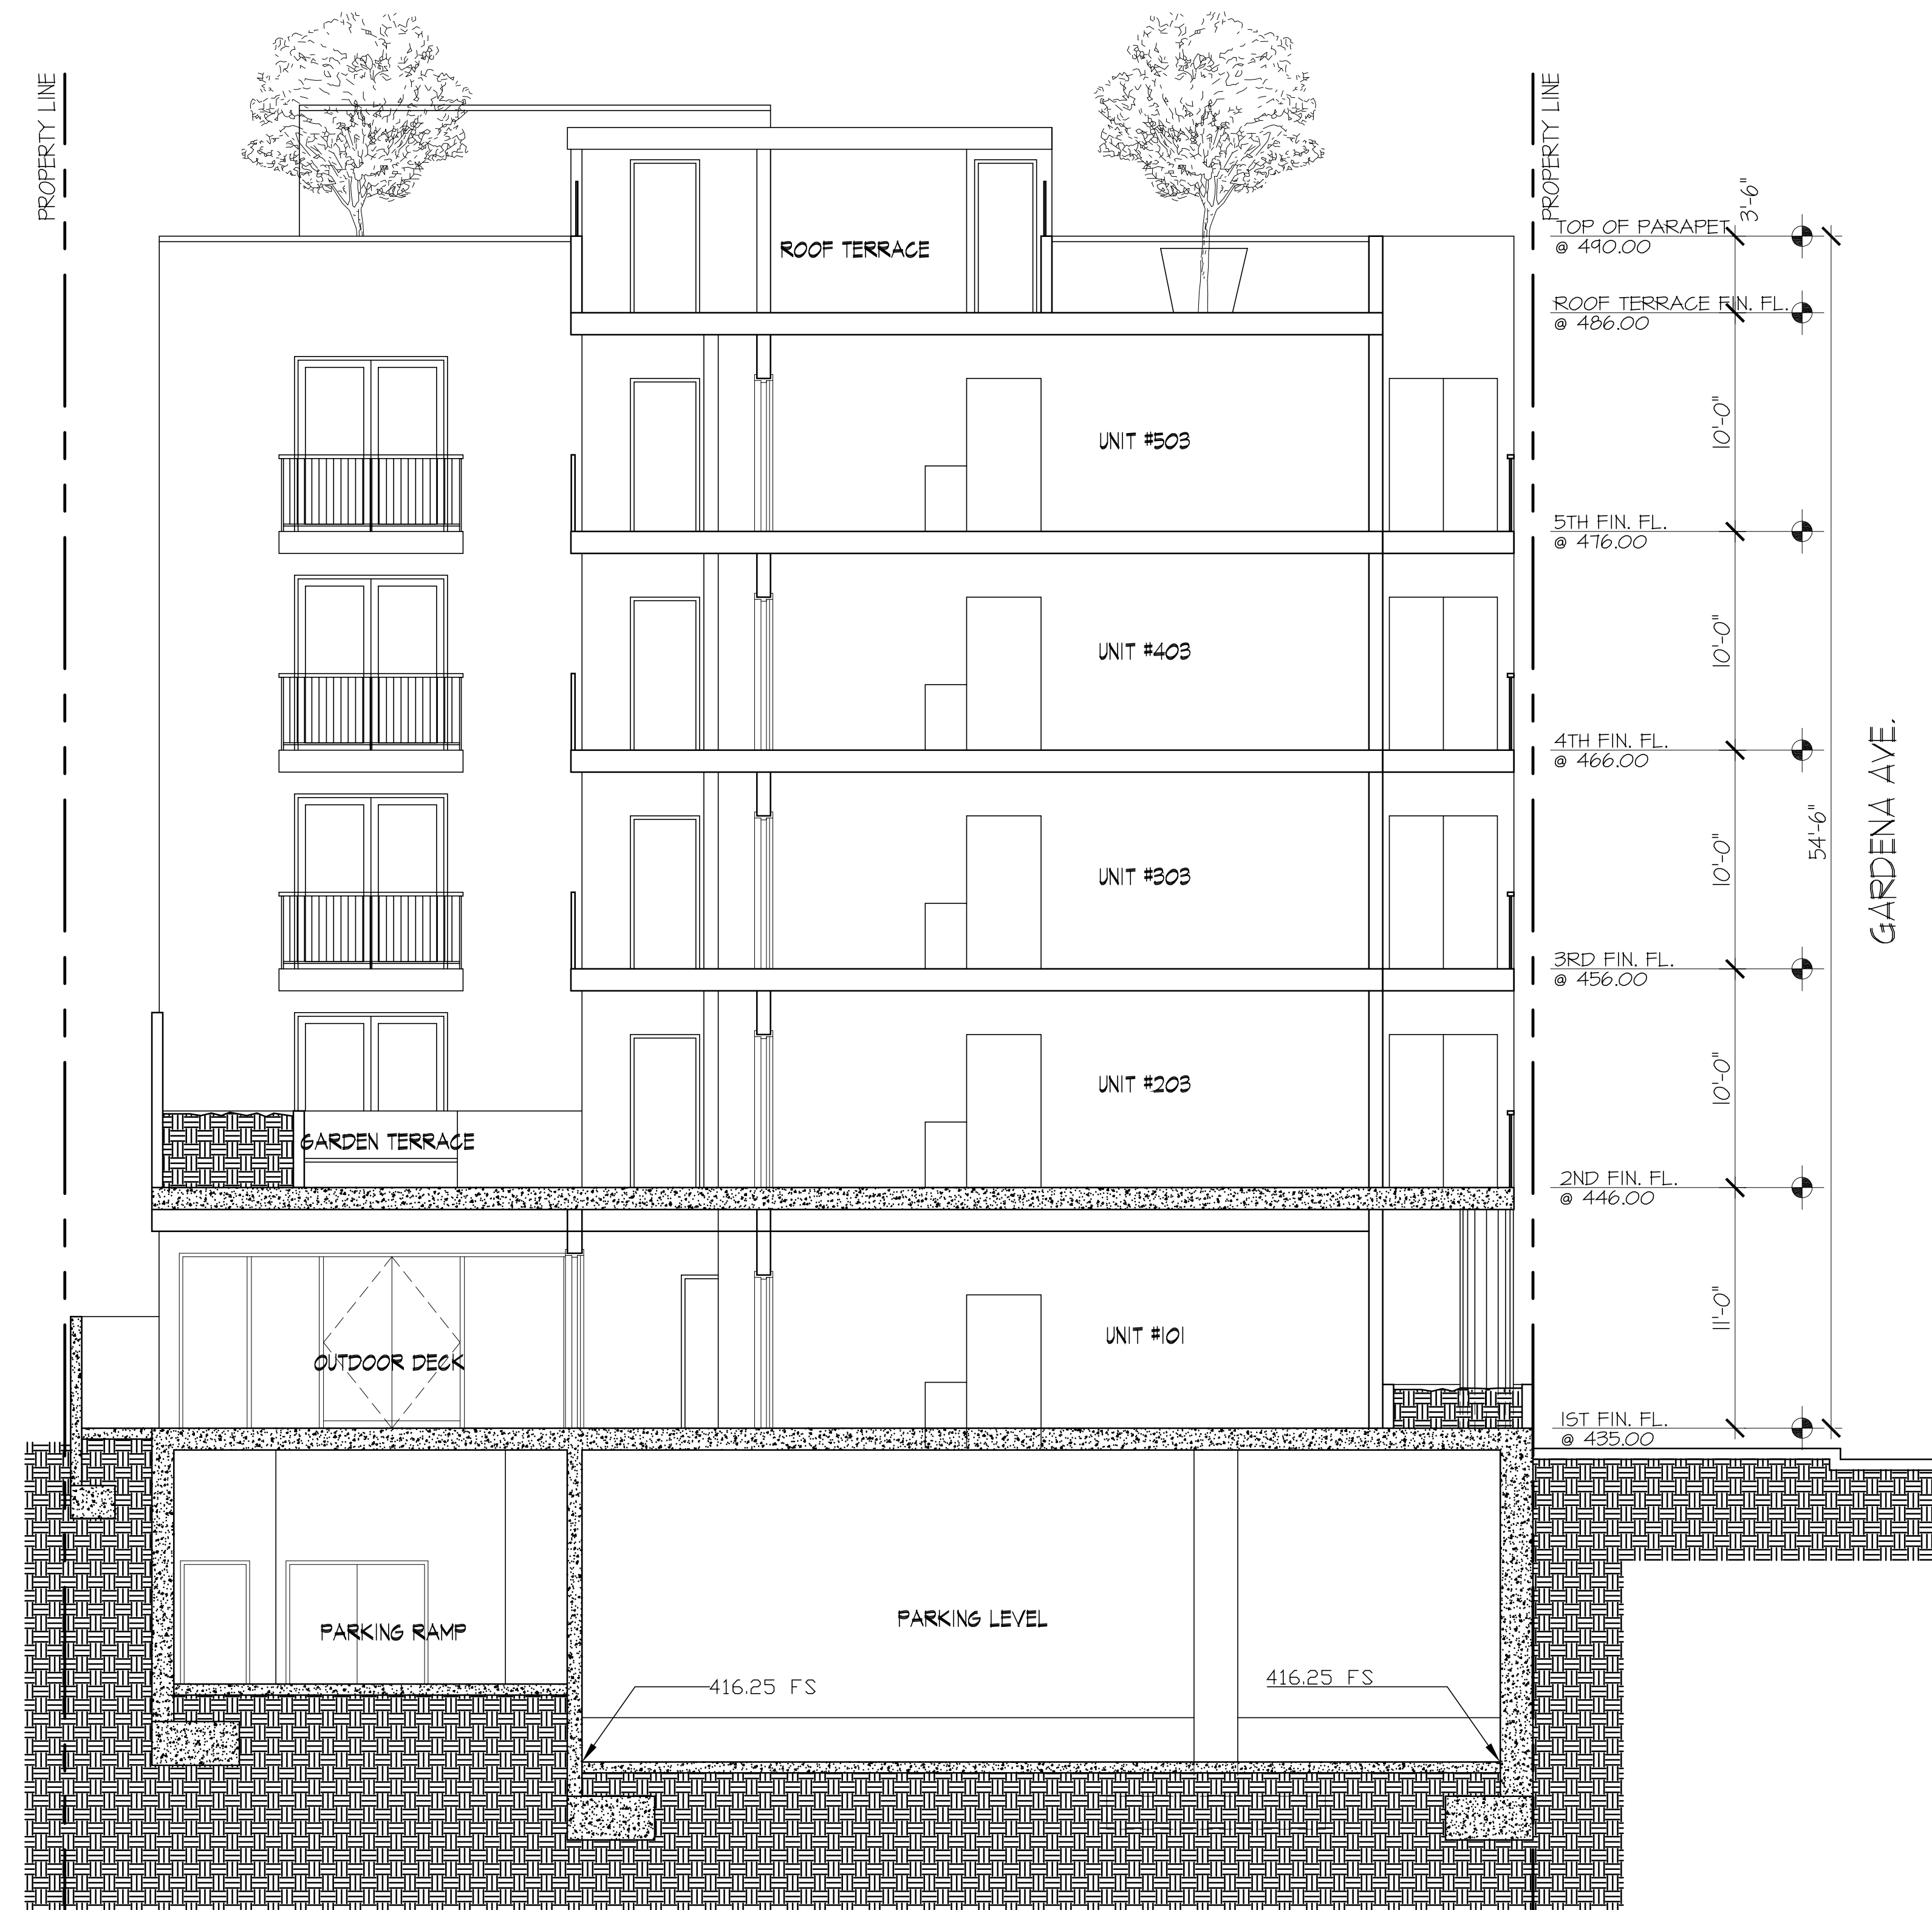 PROPERTY LINE
PROPERTY LINE
3'-6"
TOP OF PARAPET
@ 490.00
ROOF TERRACE
ROOF TERRACE FIN. FL.
@ 486.00
10'-0"
UNIT #503
5TH FIN. FL.
@ 476.00
10'-0"
UNIT #403
4TH FIN. FL.
@ 466.00
GARDENA AVE.
54'-6"
10'-0"
UNIT #303
3RD FIN. FL.
@ 456.00
10'-0"
UNIT #203
GARDEN TERRACE
2ND FIN. FL.
@ 446.00
11'-0"
UNIT #101
OUTDOOR DECK
1ST FIN. FL.
@ 435.00
PARKING LEVEL
PARKING RAMP
416.25 FS
416.25 FS